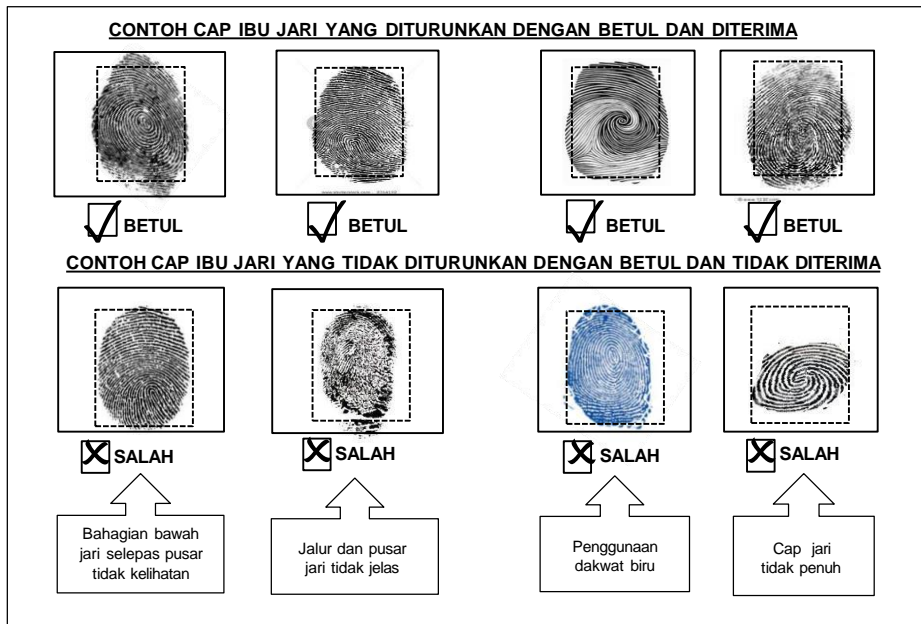 CONTOH CAP IBU JARI YANG DITURUNKAN DENGAN BETUL DAN DITERIMA
BETUL
BETUL
BETUL
BETUL
CONTOH CAP IBU JARI YANG TIDAK DITURUNKAN DENGAN BETUL DAN TIDAK DITERIMA
SALAH
SALAH
SALAH
SALAH
Bahagian bawah
jari selepas pusar
tidak kelihatan
Jalur dan pusar
jari tidak jelas
Penggunaan
dakwat biru
Cap jari
tidak penuh